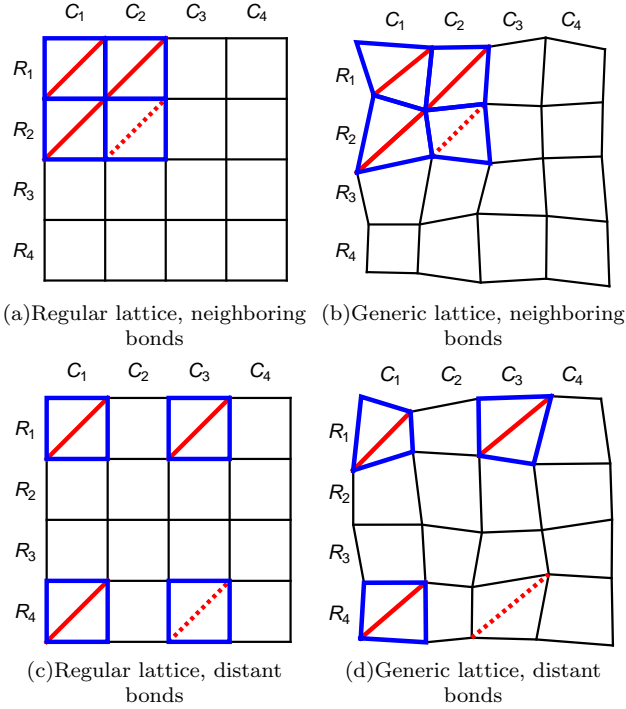 C1 C2 C3 C4
R1
R2
R3
R4
(a)Regular lattice, neighboring
bonds
C1 C2 C3 C4
R1
R2
R3
R4
(b)Generic lattice, neighboring
bonds
C1 C2 C3 C4
R1
R2
R3
R4
(c)Regular lattice, distant
bonds
C1 C2 C3 C4
R1
R2
R3
R4
(d)Generic lattice, distant
bonds